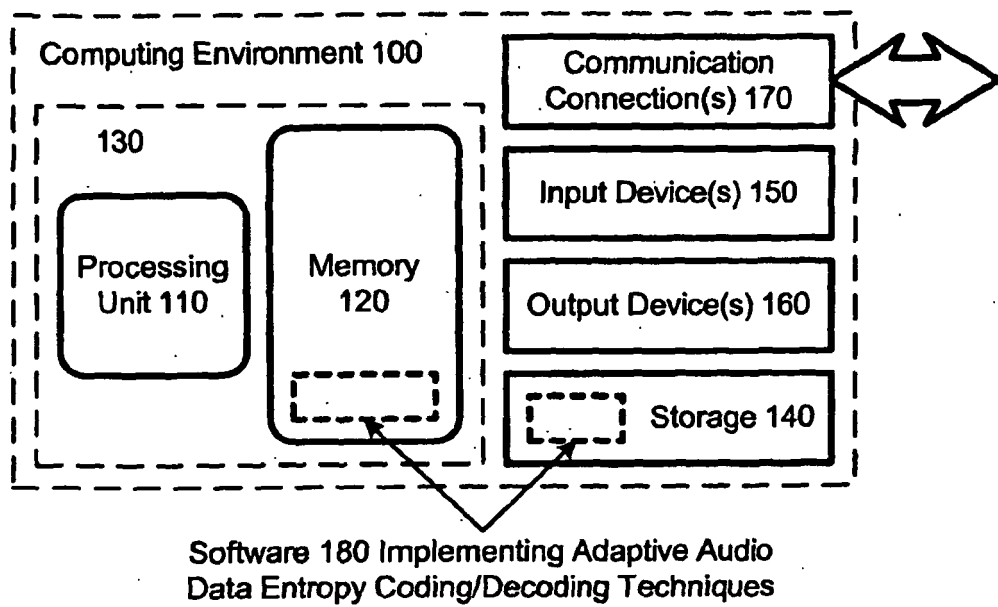 Computing Environment 100
Communication
Connection(s) 170
130
Input Device(s) 150
Processing
Unit 110
Memory
120
Output Device(s) 160
Storage 140
Software 180 Implementing Adaptive Audio
Data Entropy Coding/Decoding Techniques